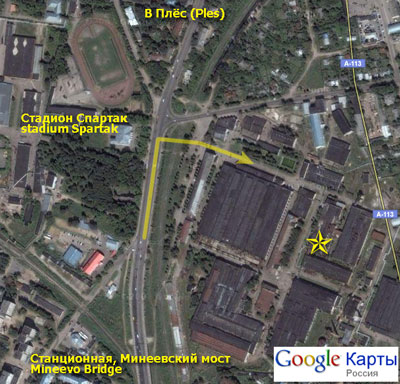 В Плёс (Ples)
А-113
Стадион Спартак
stadium Spartak
А-113
Станционная, Минеевский мост
Mineevo Bridge
Google Карты
Россия